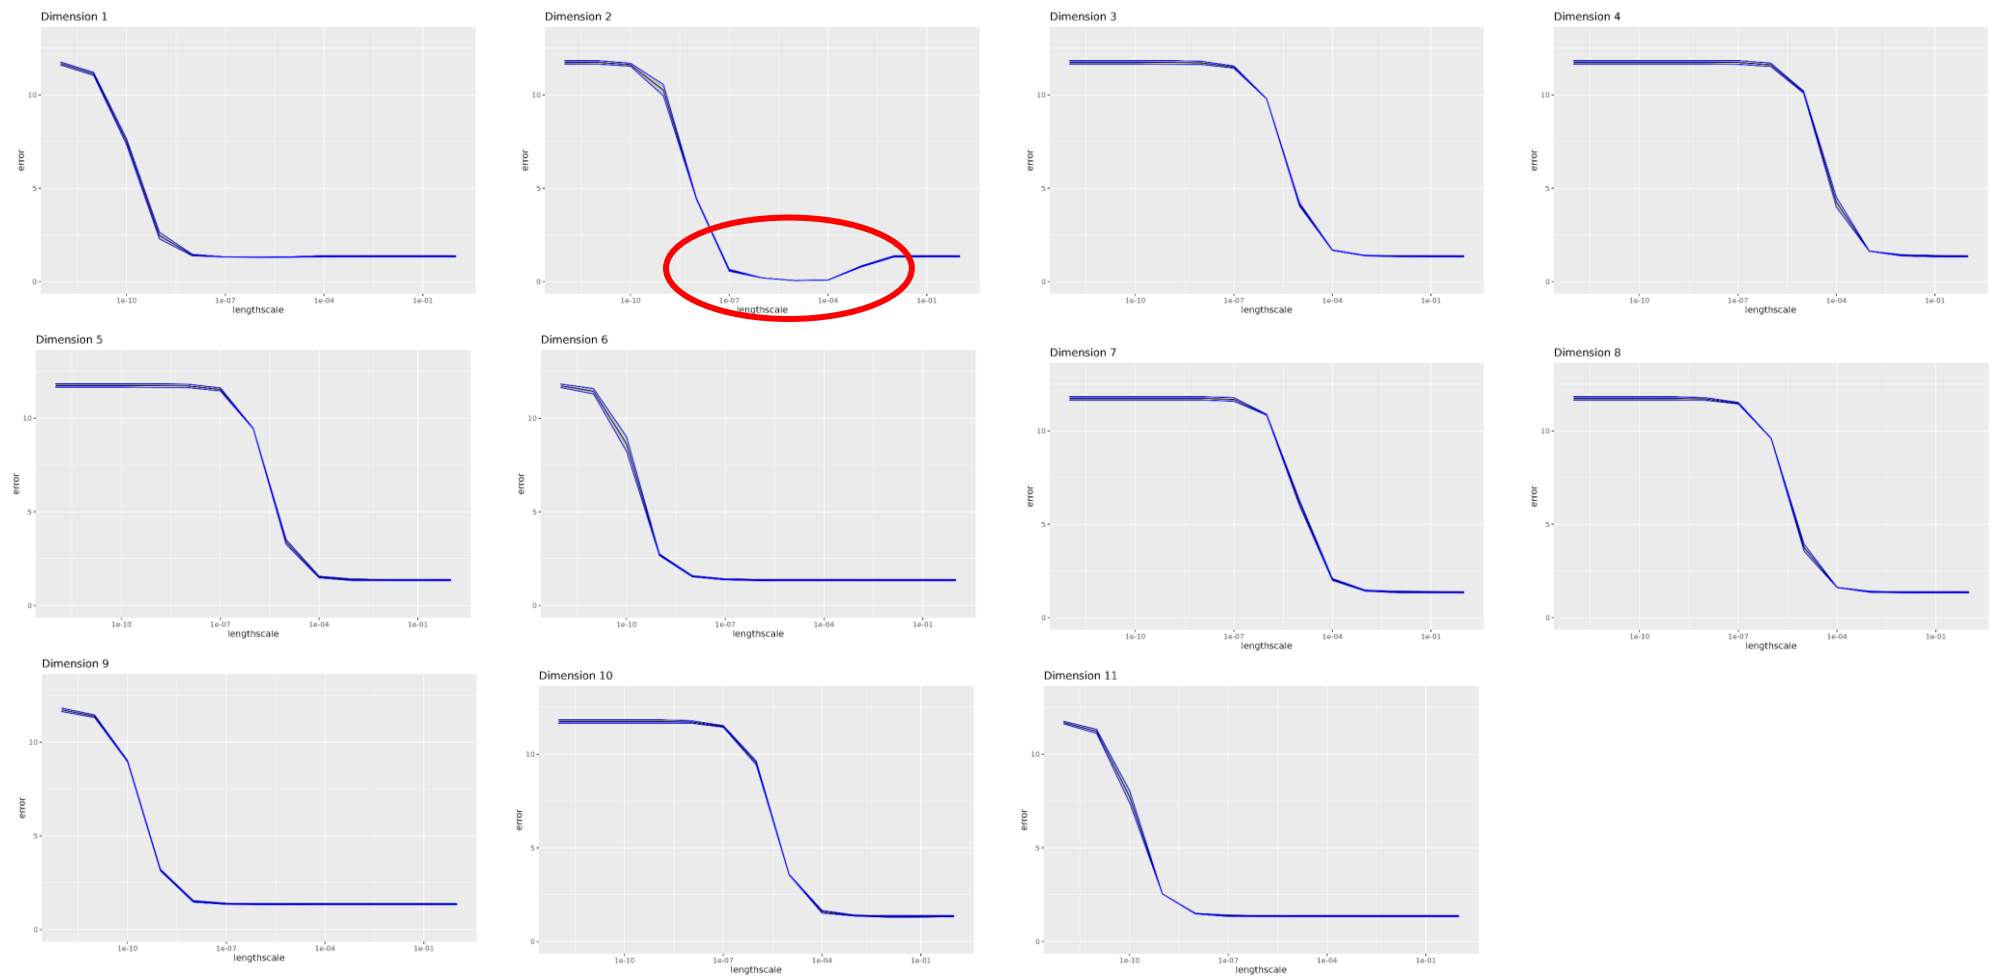 Dimension 1
10-
5-
0-
error
1e-10 1e-07 1e-04 1e-01
lengthscale
Dimension 2
10-
5-
0-
error
1e-10 1e-07 1e-04 1e-01
lengthscale
Dimension 3
10-
5-
0-
error
1e-10 1e-07 1e-04 1e-01
lengthscale
Dimension 4
10-
5-
0-
error
1e-10 1e-07 1e-04 1e-01
lengthscale
Dimension 5
10-
5-
0-
error
1e-10 1e-07 1e-04 1e-01
lengthscale
Dimension 6
10-
5-
0-
error
1e-10 1e-07 1e-04 1e-01
lengthscale
Dimension 7
10-
5-
0-
error
1e-10 1e-07 1e-04 1e-01
lengthscale
Dimension 8
10-
5-
0-
error
1e-10 1e-07 1e-04 1e-01
lengthscale
Dimension 9
10-
5-
0-
error
1e-10 1e-07 1e-04 1e-01
lengthscale
Dimension 10
10-
5-
0-
error
1e-10 1e-07 1e-04 1e-01
lengthscale
Dimension 11
10-
5-
0-
error
1e-10 1e-07 1e-04 1e-01
lengthscale